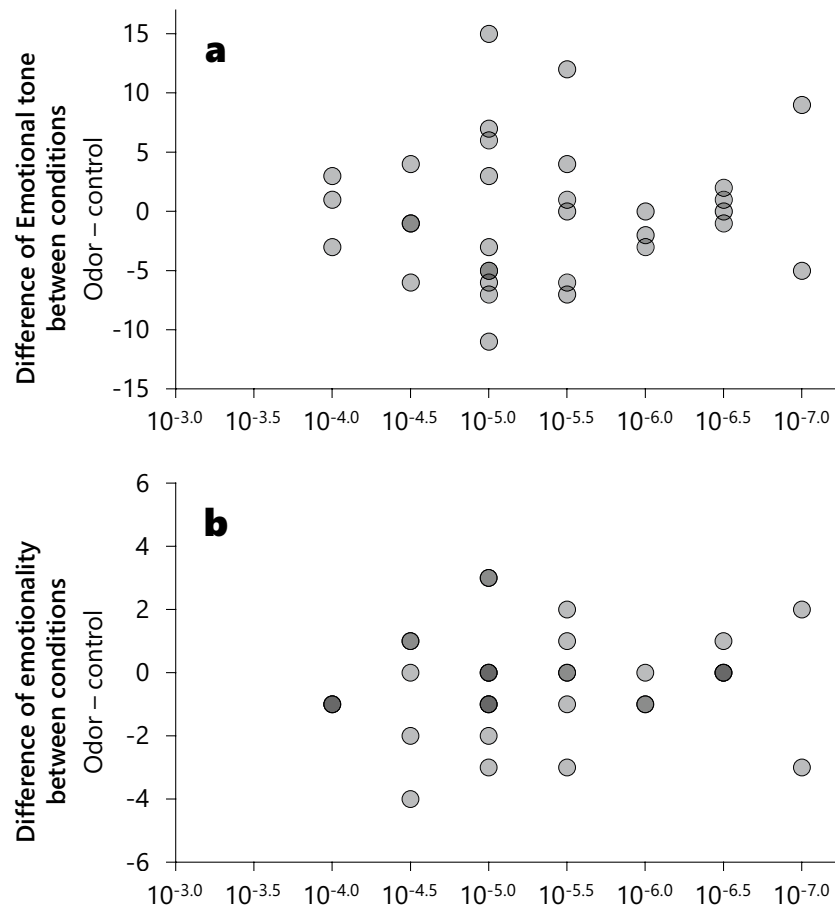 a
Difference of Emotional tone
between conditions
Odor – control
15
10
5
0
-5
-10
-15
10-3.0 10-3.5 10-4.0 10-4.5 10-5.0 10-5.5 10-6.0 10-6.5 10-7.0
b
Difference of emotionality
between conditions
Odor – control
6
4
2
0
-2
-4
-6
10-3.0 10-3.5 10-4.0 10-4.5 10-5.0 10-5.5 10-6.0 10-6.5 10-7.0